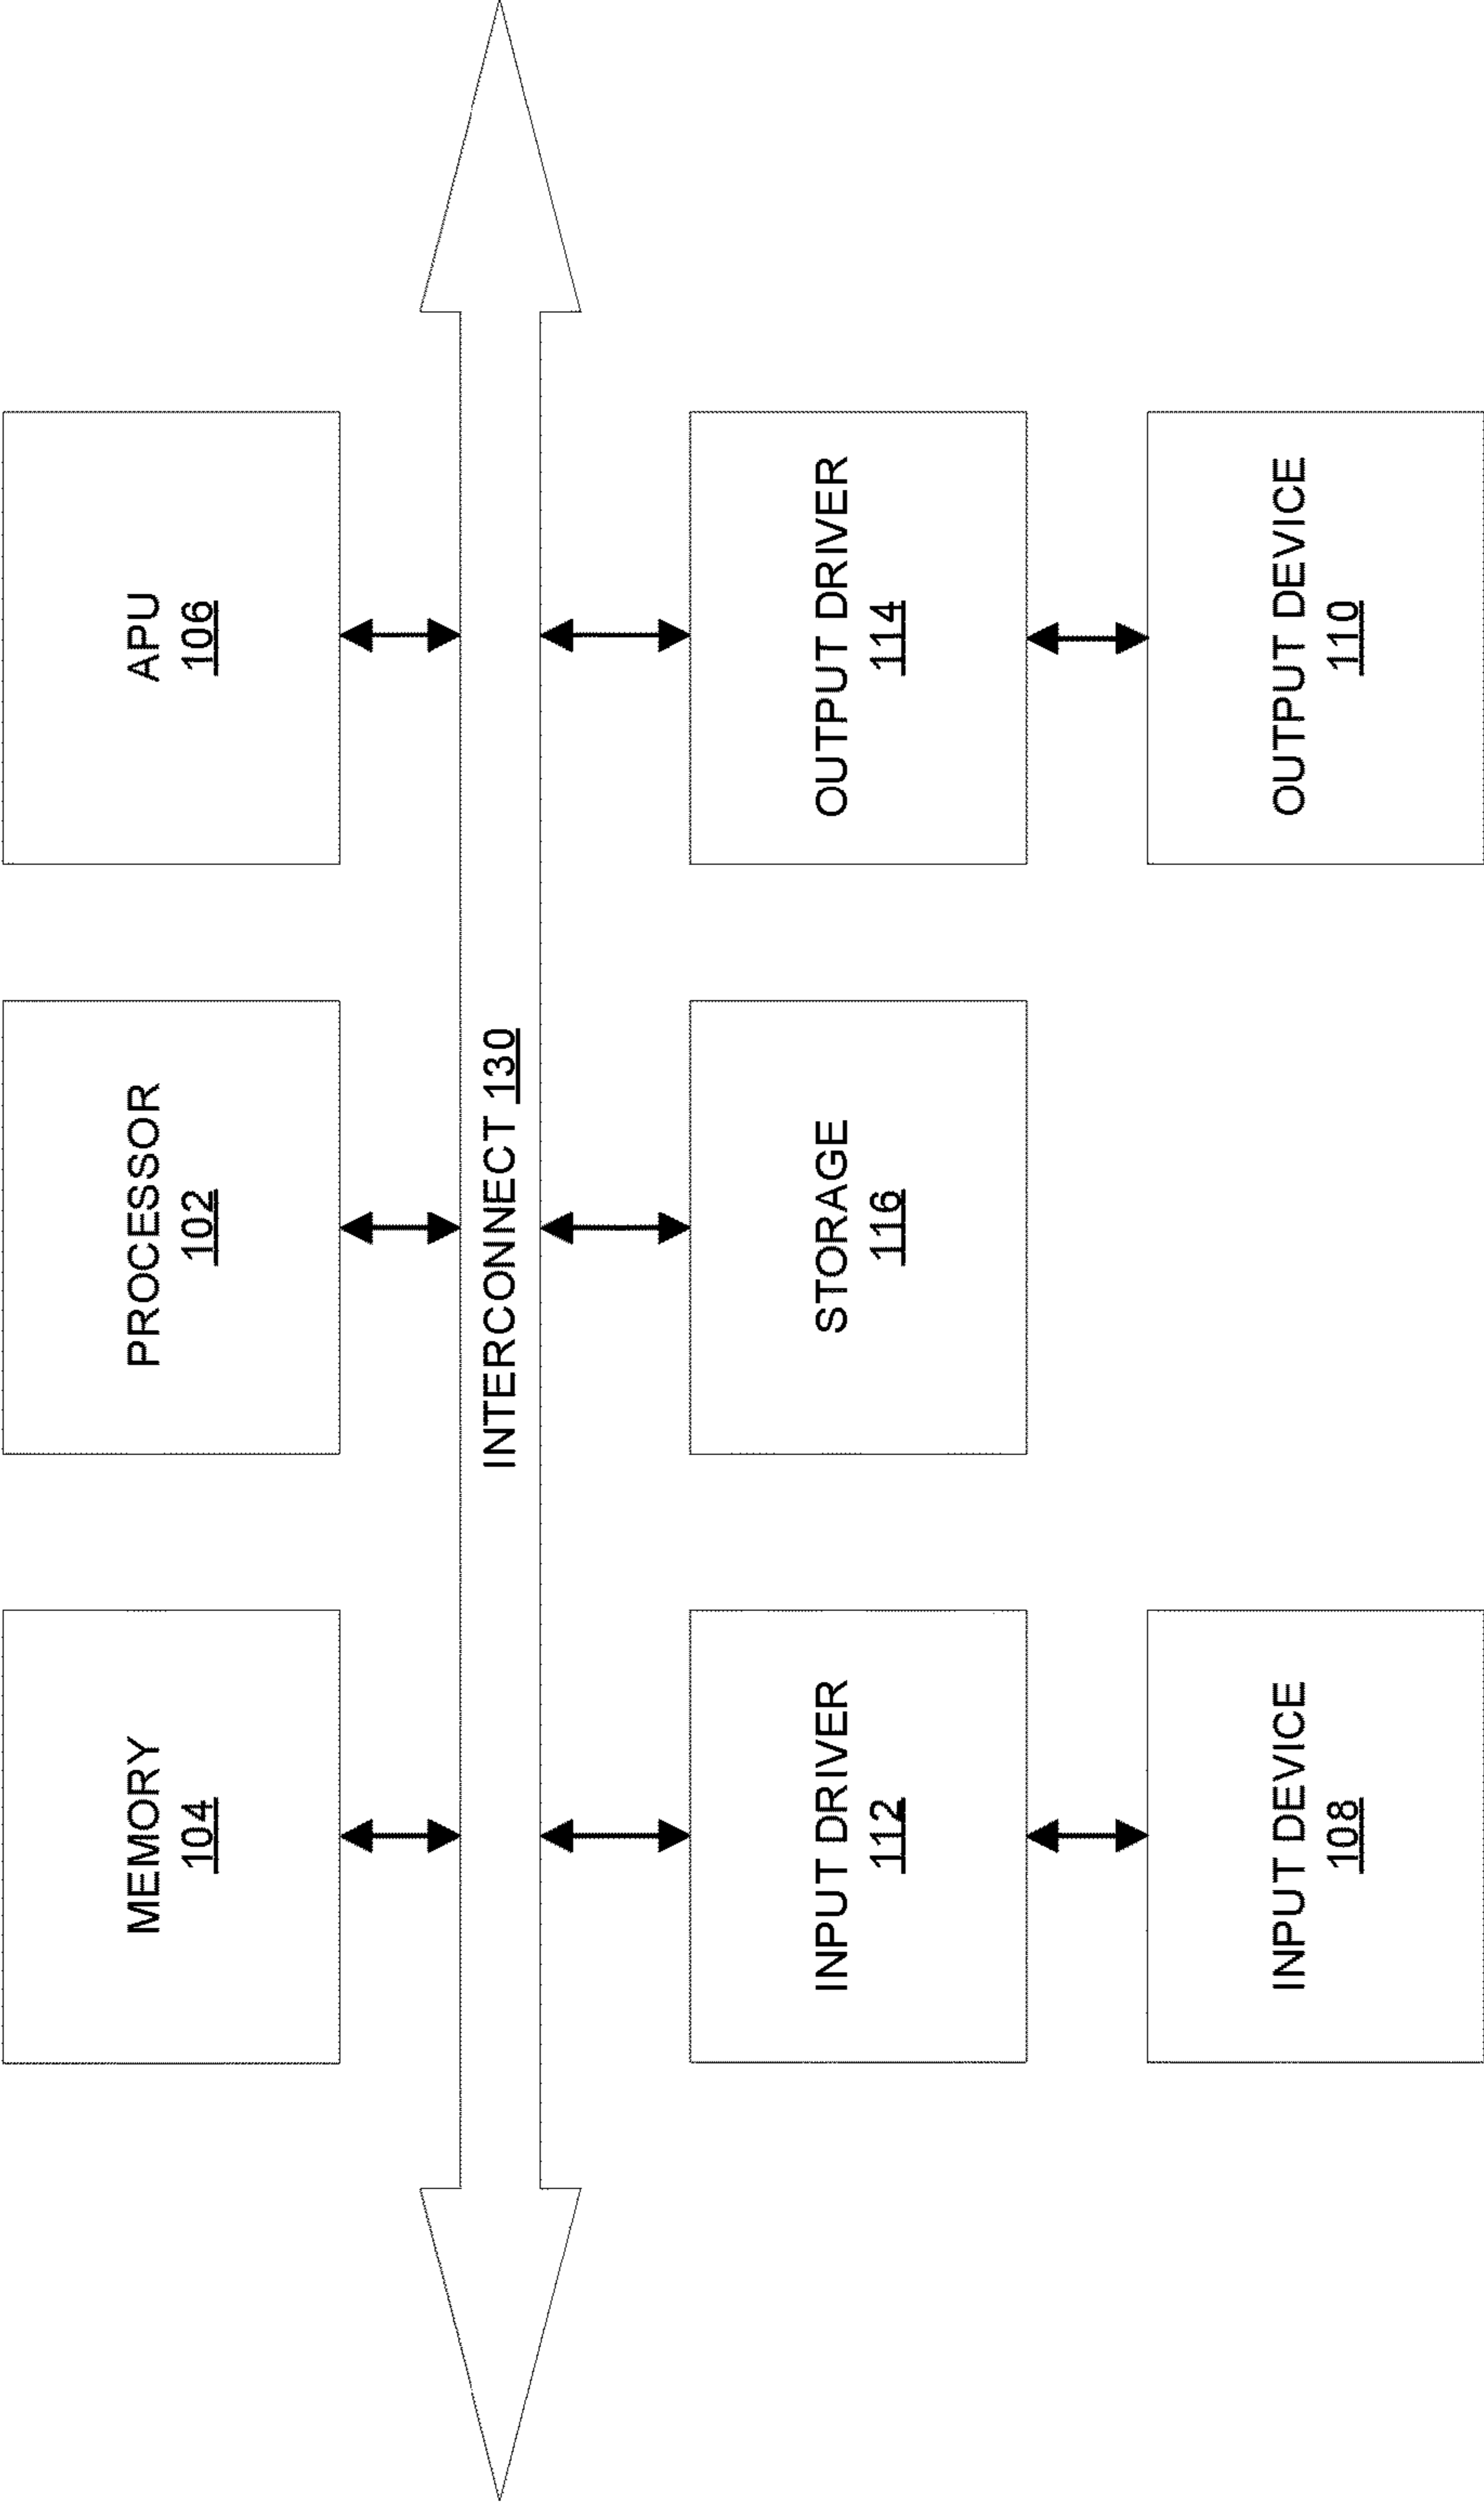 MEMORY
104
PROCESSOR
102
APU
106
INTERCONNECT 130
INPUT DRIVER
112
STORAGE
116
OUTPUT DRIVER
114
INPUT DEVICE
108
OUTPUT DEVICE
110